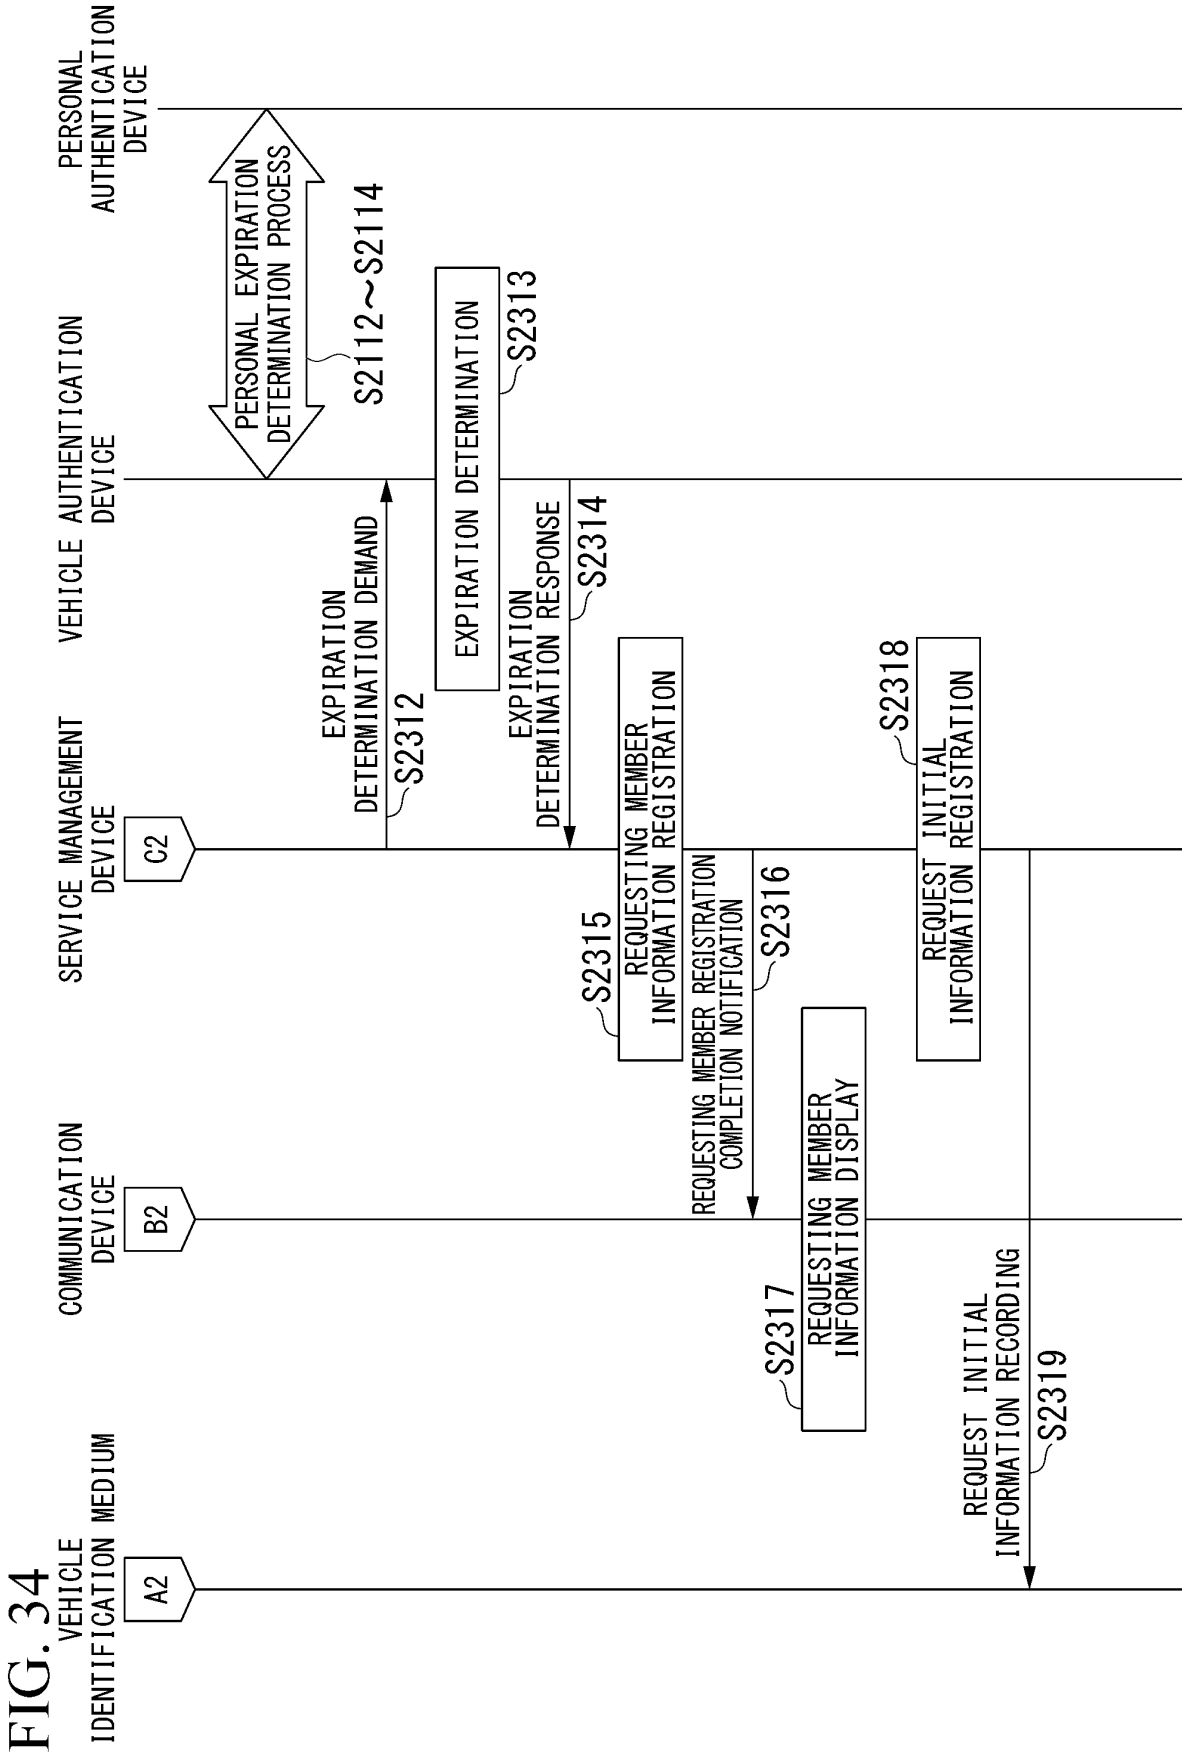 FIG. 34
VEHICLE
IDENTIFICATION MEDIUM
COMMUNICATION
DEVICE
SERVICE MANAGEMENT
DEVICE
VEHICLE AUTHENTICATION
DEVICE
PERSONAL
AUTHENTICATION
DEVICE
A2
B2
C2
PERSONAL EXPIRATION
DETERMINATION PROCESS
S2112~S2114
EXPIRATION
DETERMINATION DEMAND
S2312
EXPIRATION DETERMINATION
S2313
EXPIRATION
DETERMINATION RESPONSE
S2314
S2315
REQUESTING MEMBER
INFORMATION REGISTRATION
REQUESTING MEMBER REGISTRATION
COMPLETION NOTIFICATION
S2316
S2317
REQUESTING MEMBER
INFORMATION DISPLAY
S2318
REQUEST INITIAL
INFORMATION REGISTRATION
REQUEST INITIAL
INFORMATION RECORDING
S2319